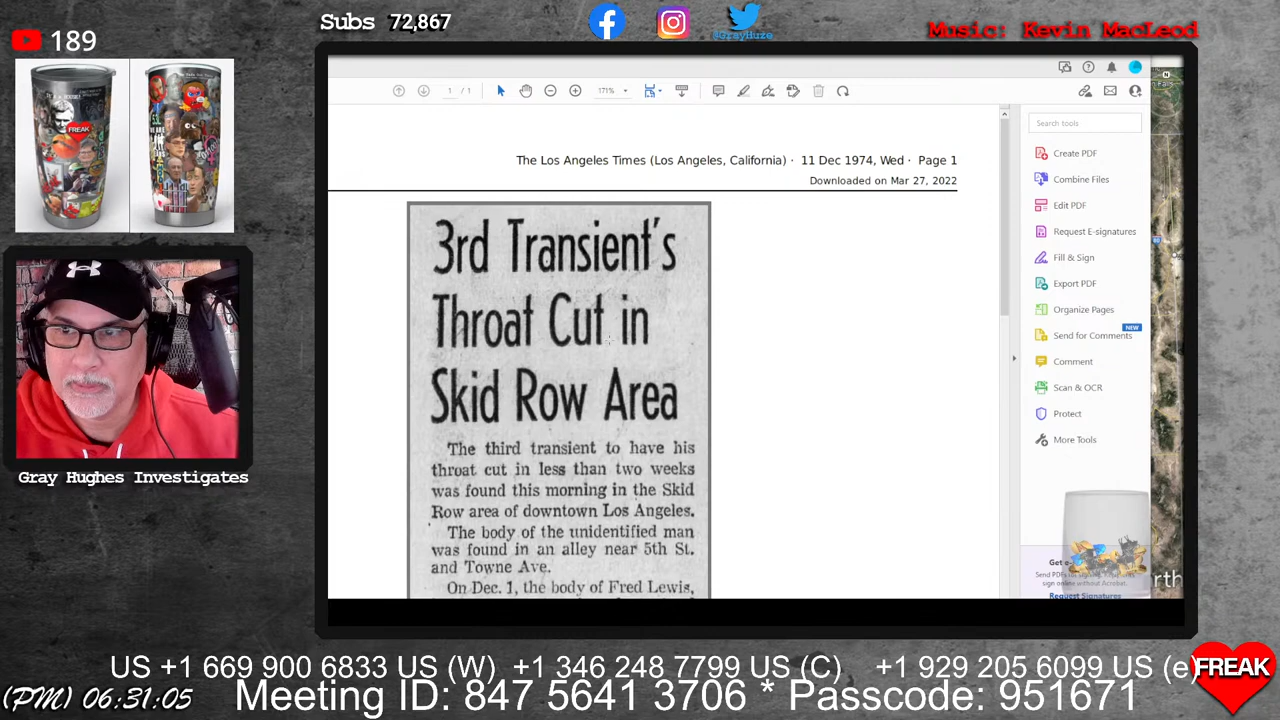 189
Subs 72,867
@GrayHuze
Music: Kevin MacLeod
FREAK
171%
Search tools
The Los Angeles Times (Los Angeles, California) · 11 Dec 1974, Wed · Page 1
Downloaded on Mar 27, 2022
3rd Transient's
Throat Cut in
Skid Row Area
The third transient to have his
throat cut in less than two weeks
was found this morning in the Skid
Row area of downtown Los Angeles.
The body of the unidentified man
was found in an alley near 5th St.
and Towne Ave.
On Dec. 1, the body of Fred Lewis,
Create PDF
Combine Files
Edit PDF
Request E-signatures
Fill & Sign
Export PDF
Organize Pages
NEW
Send for Comments
Comment
Scan & OCR
Protect
More Tools
Request Signatures
Gray Hughes Investigates
US +1 669 900 6833 US (W) +1 346 248 7799 US (C) +1 929 205 6099 US (e)
FREAK
(PM) 06:31:05
Meeting ID: 847 5641 3706 * Passcode: 951671